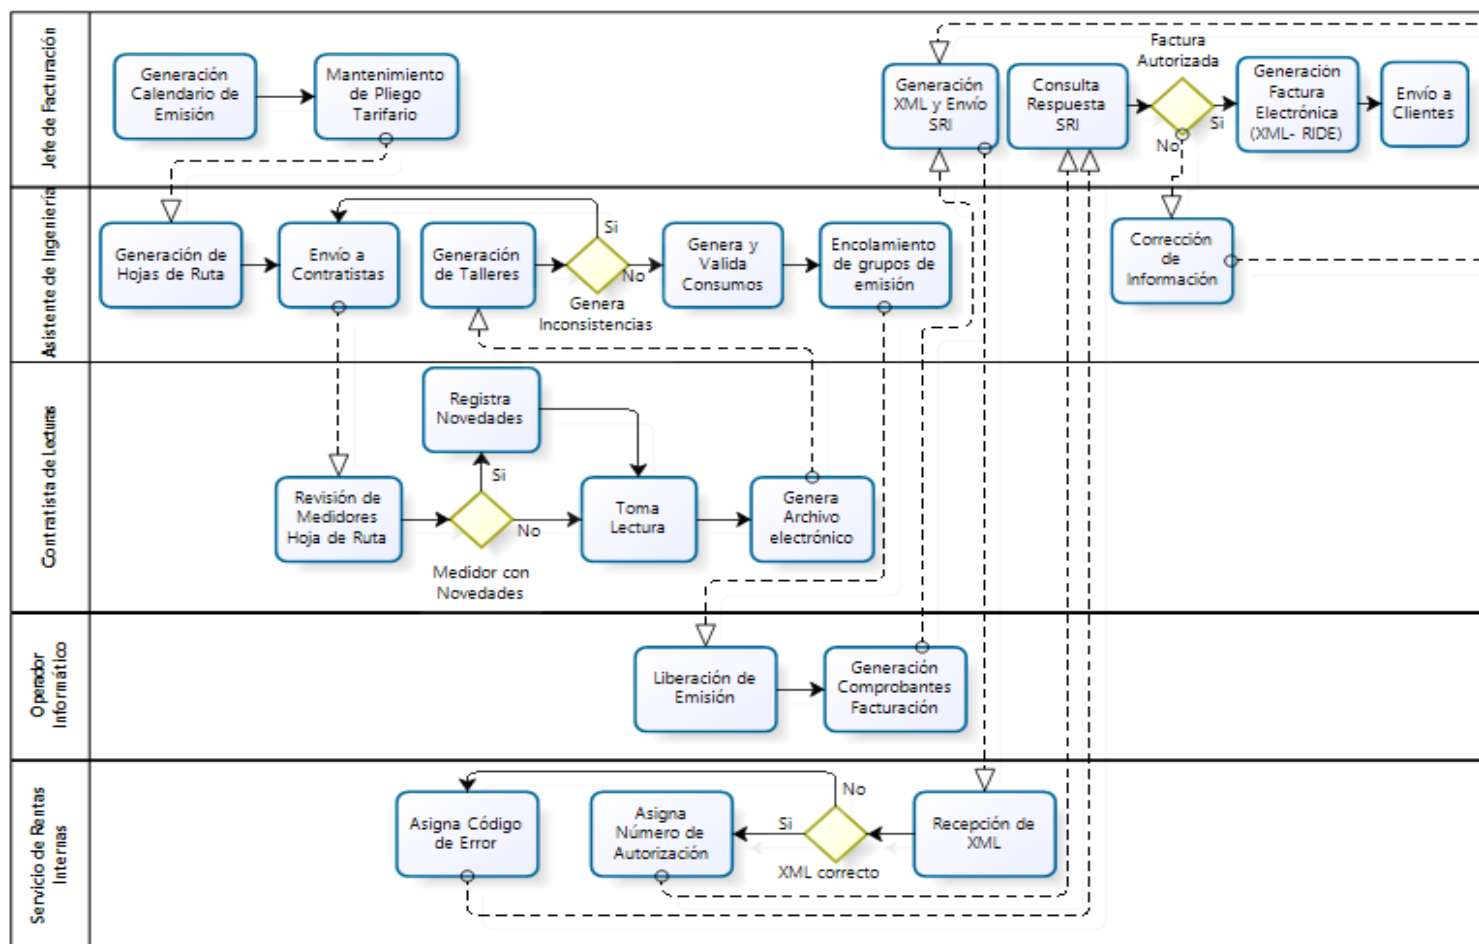 Jefe de Facturación
Generación
Calendario de
Emisión
Mantenimiento
de Pliego
Tarifario
Generación
XML y Envío
SRI
Consulta
Respuesta
SRI
Factura
Autorizada
Si
No
Generación
Factura
Electrónica
(XML- RIDE)
Envío a
Clientes
Asistente de Ingeniería
Generación de
Hojas de Ruta
Envío a
Contratistas
Generación
de Talleres
Si
No
Genera
Inconsistencias
Genera y
Valida
Consumos
Encolamiento
de grupos de
emisión
Corrección
de
Información
Contratista de Lecturas
Registra
Novedades
Revisión de
Medidores
Hoja de Ruta
Si
No
Medidor con
Novedades
Toma
Lectura
Genera
Archivo
electrónico
Operador
Informático
Liberación de
Emisión
Generación
Comprobantes
Facturación
Servicio de Rentas
Internas
Asigna Código
de Error
Asigna
Número de
Autorización
Si
No
XML correcto
Recepción de
XML